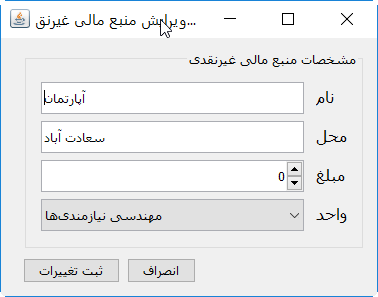 ویرایش منبع مالی غیرنق...
مشخصات منبع مالی غیرنقدی
نام آپارتمان
محل سعادت آباد
مبلغ 0
واحد مهندسی نیازمندی‌ها
ثبت تغییرات انصراف